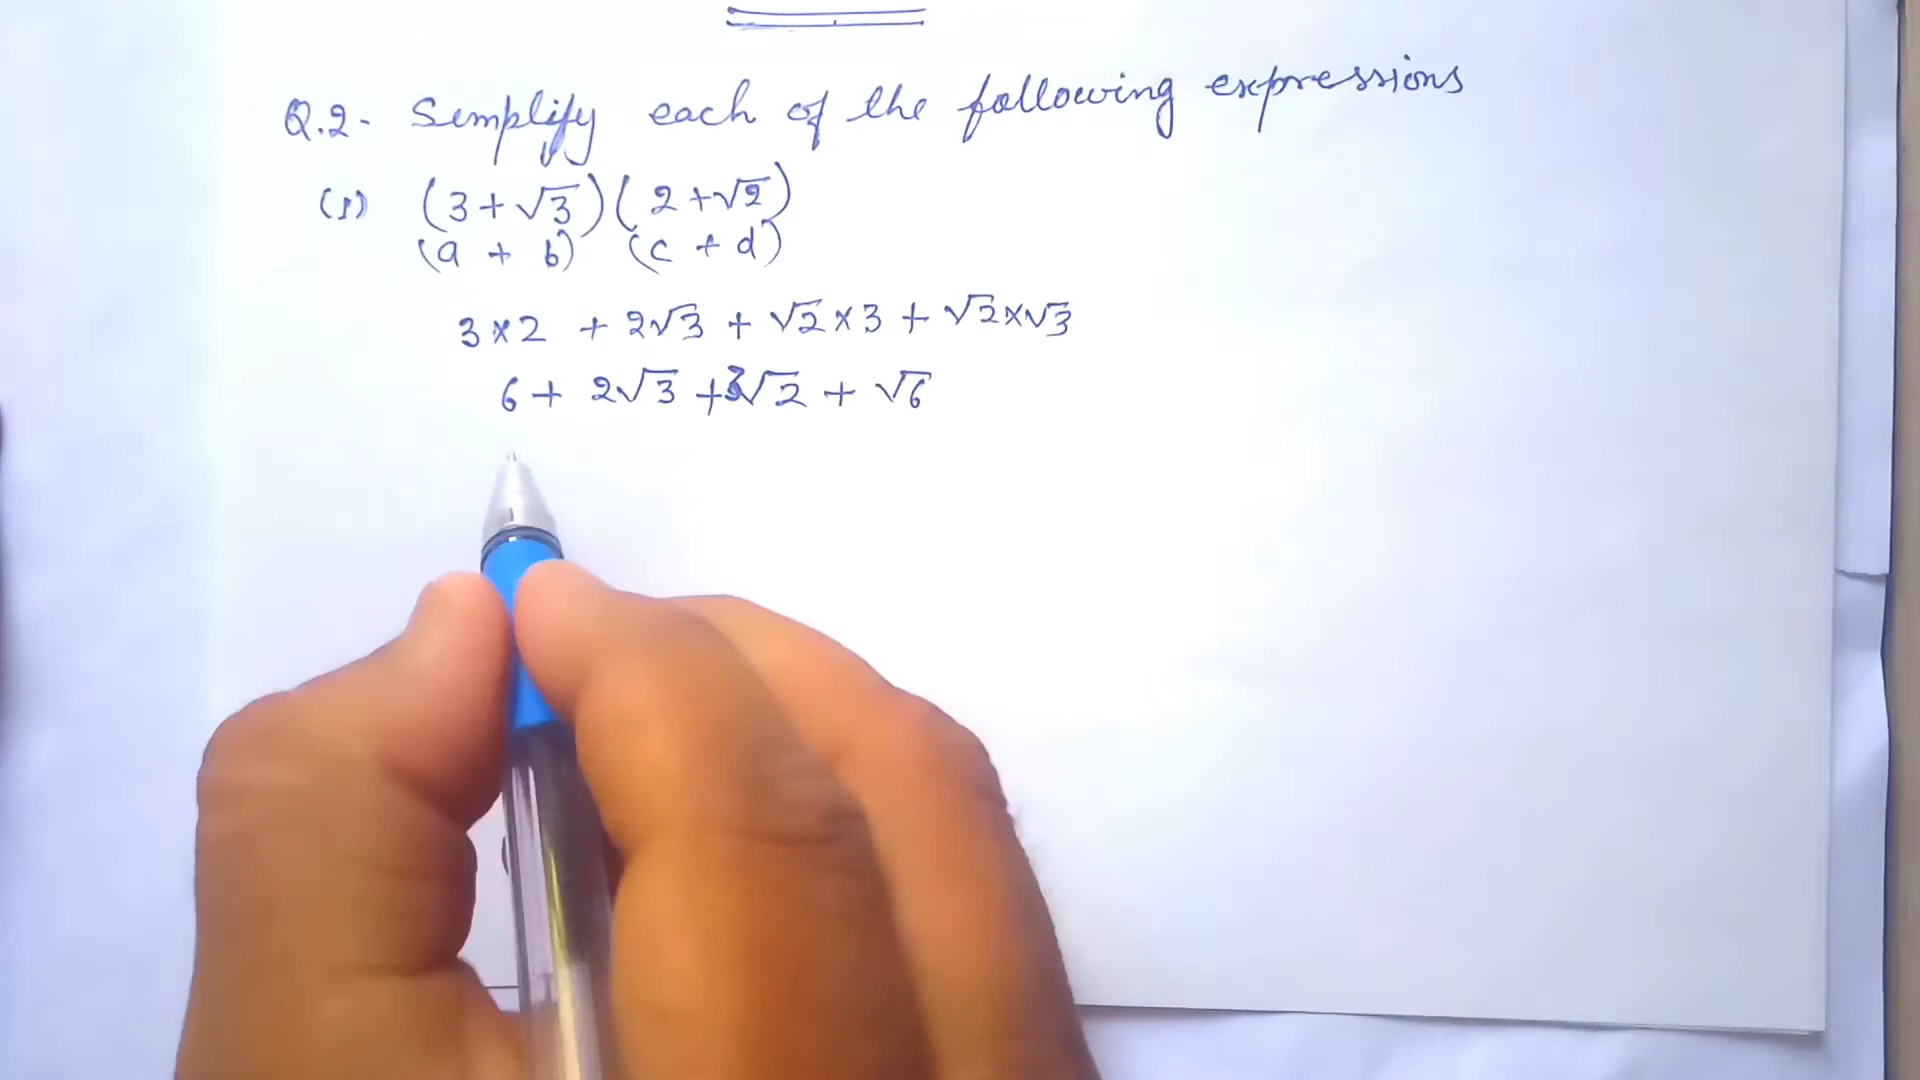 Q.2- Simplify each of the following expressions
(i) (3+√3)(2+√2)
(a + b) (c + d)
3×2 + 2√3 + √2×3 + √2×√3
6+ 2√3 +3√2 + √6